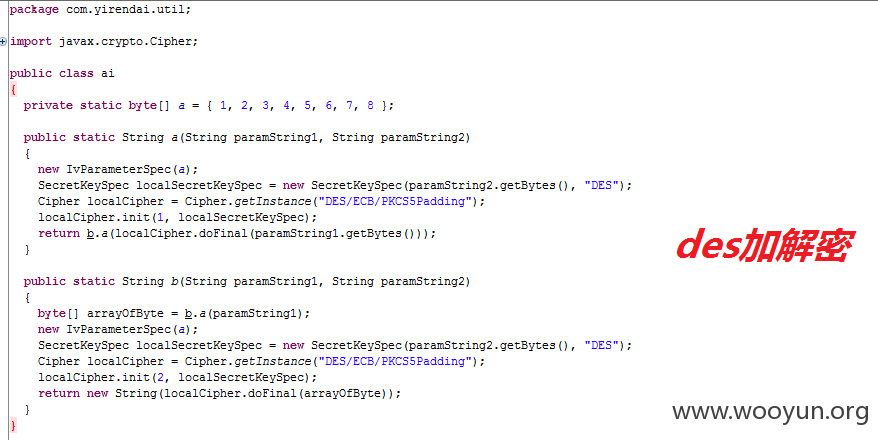 package com.yirendai.util;
import javax.crypto.Cipher;
public class ai
{
private static byte[] a = { 1, 2, 3, 4, 5, 6, 7, 8 };
public static String a(String paramString1, String paramString2)
{
new IvParameterSpec(a);
SecretKeySpec localSecretKeySpec = new SecretKeySpec(paramString2.getBytes(), "DES");
Cipher localCipher = Cipher.getInstance("DES/ECB/PKCS5Padding");
localCipher.init(1, localSecretKeySpec);
return b.a(localCipher.doFinal(paramString1.getBytes()));
}
public static String b(String paramString1, String paramString2)
{
byte[] arrayOfByte = b.a(paramString1);
new IvParameterSpec(a);
SecretKeySpec localSecretKeySpec = new SecretKeySpec(paramString2.getBytes(), "DES");
Cipher localCipher = Cipher.getInstance("DES/ECB/PKCS5Padding");
localCipher.init(2, localSecretKeySpec);
return new String(localCipher.doFinal(arrayOfByte));
}
}
des加解密
www.wooyun.org